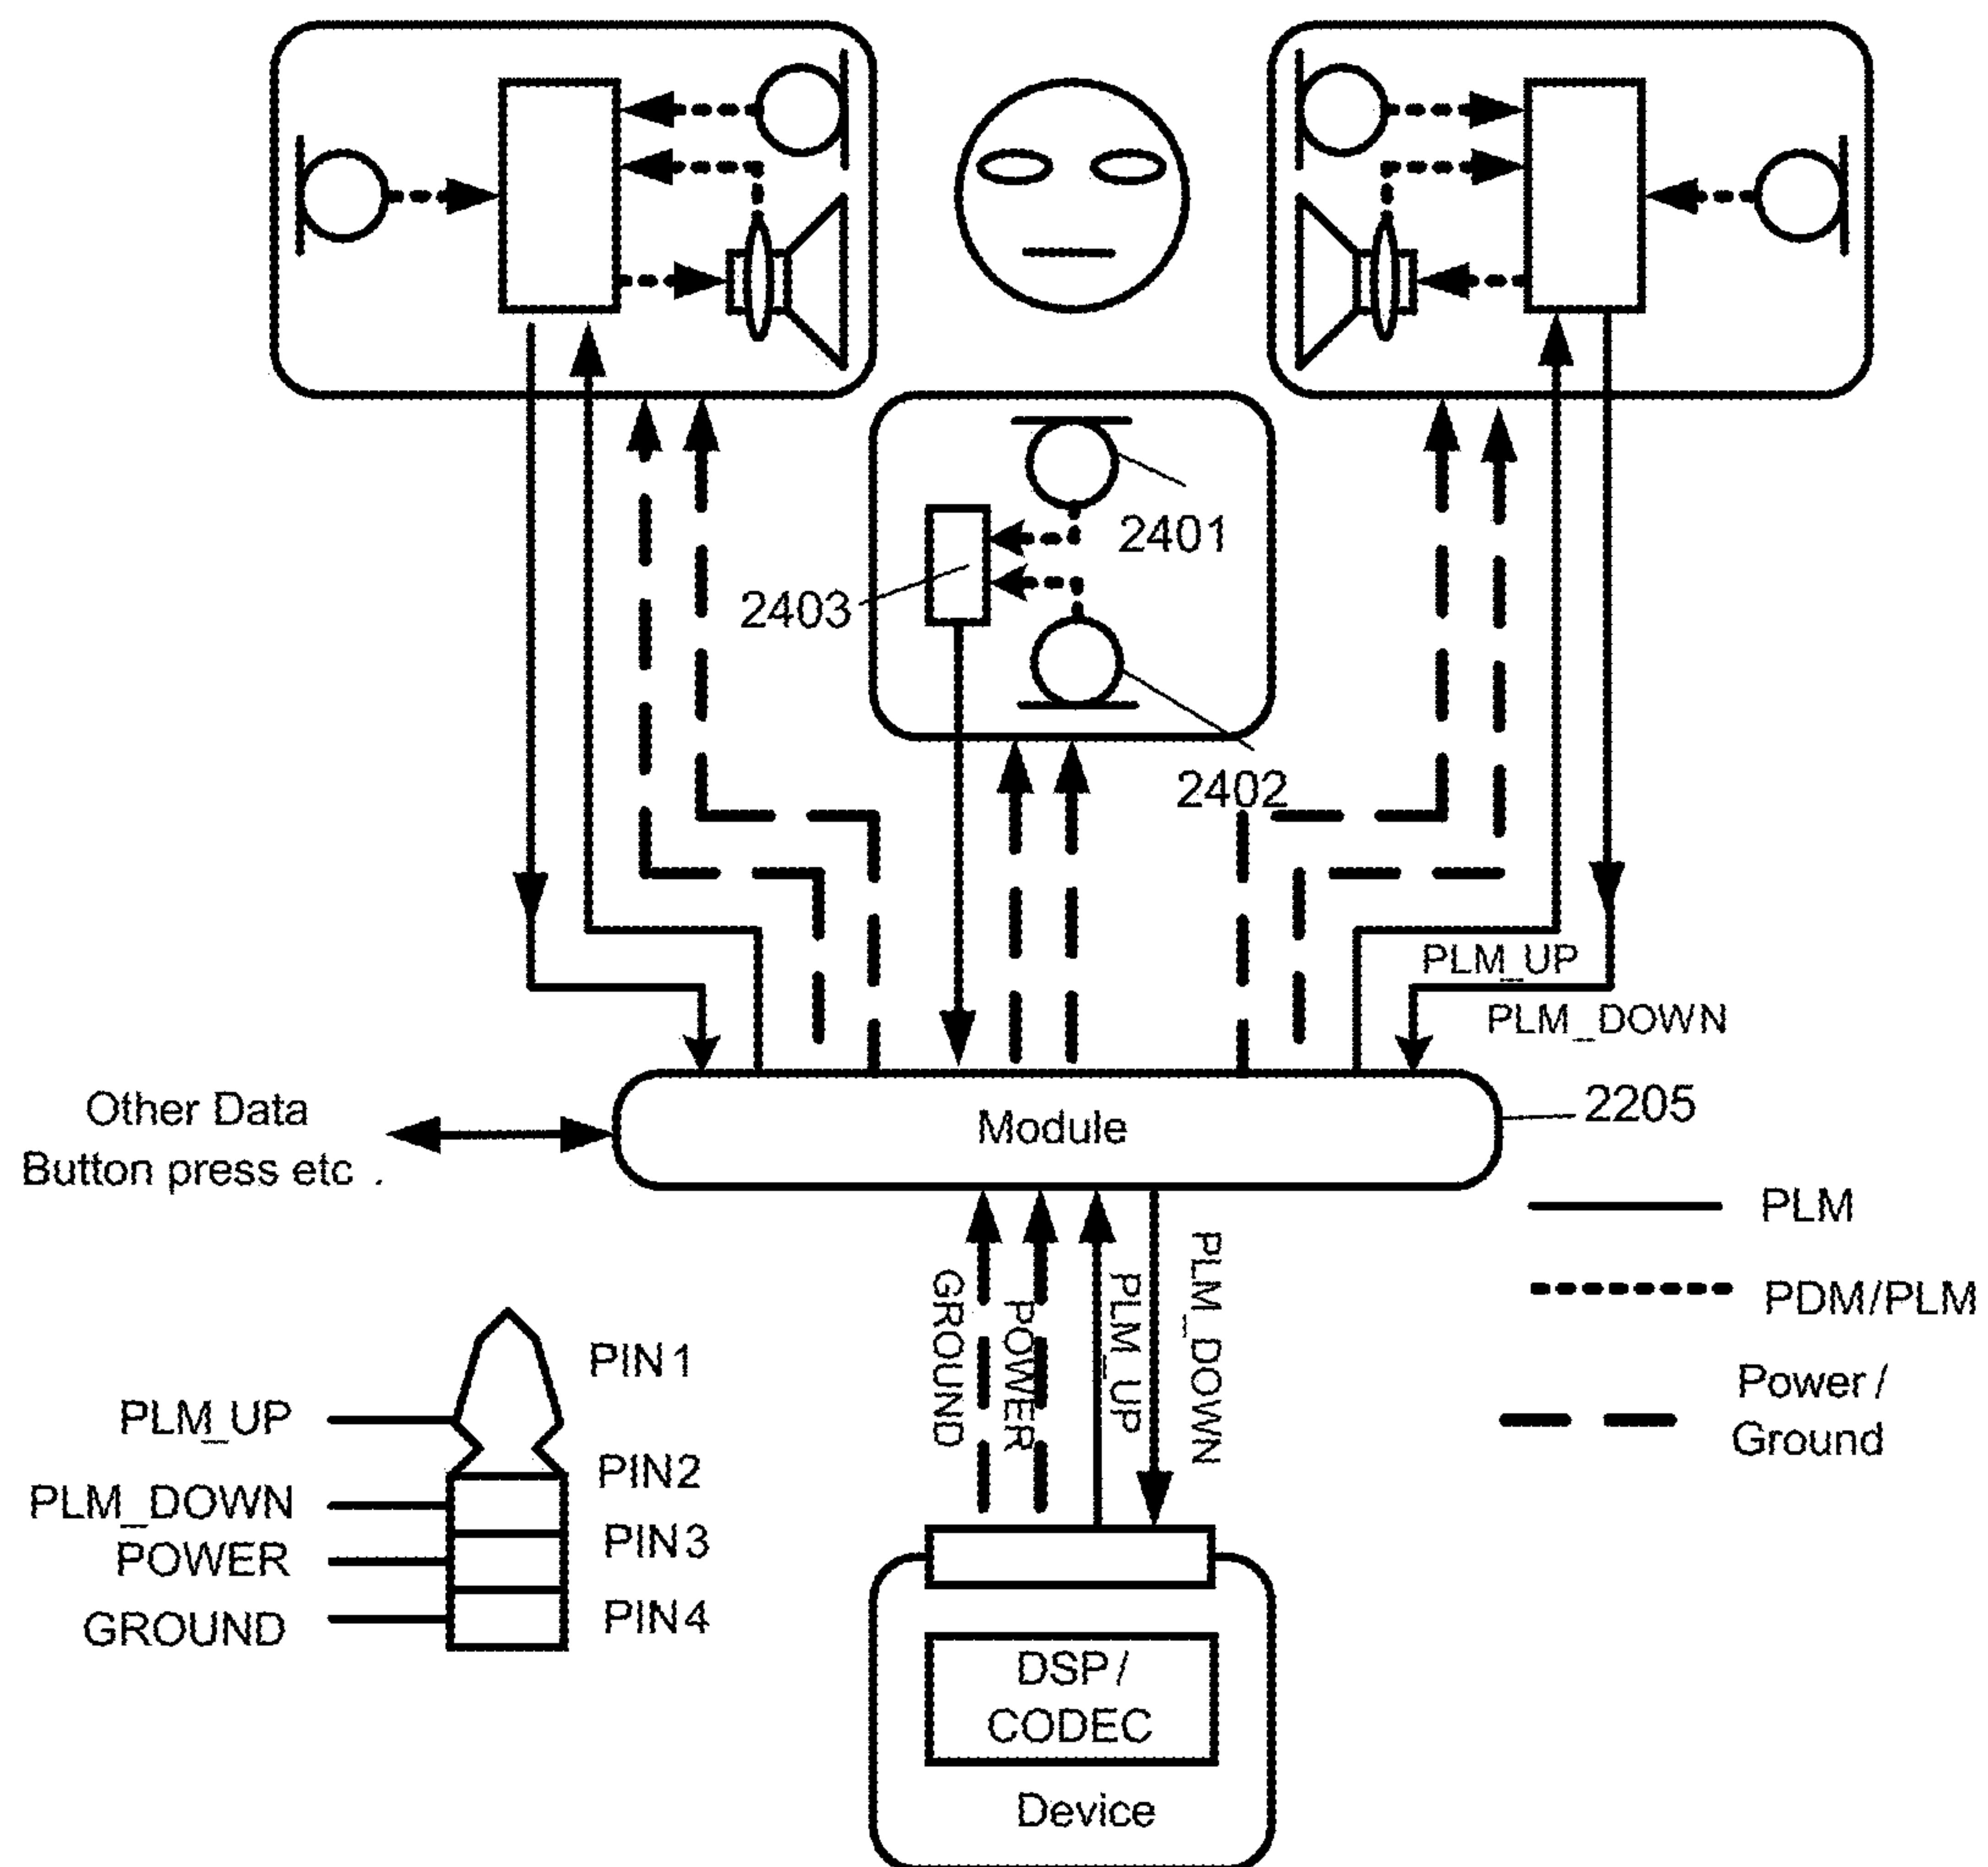 2401
2403
2402
PLM_UP
PLM_DOWN
Other Data
Button press etc .
Module
2205
GROUND
POWER
PLM_UP
PLM_DOWN
PLM
PDM/PLM
Power /
Ground
PLM_UP
PIN1
PLM_DOWN
PIN2
POWER
PIN3
GROUND
PIN4
DSP /
CODEC
Device